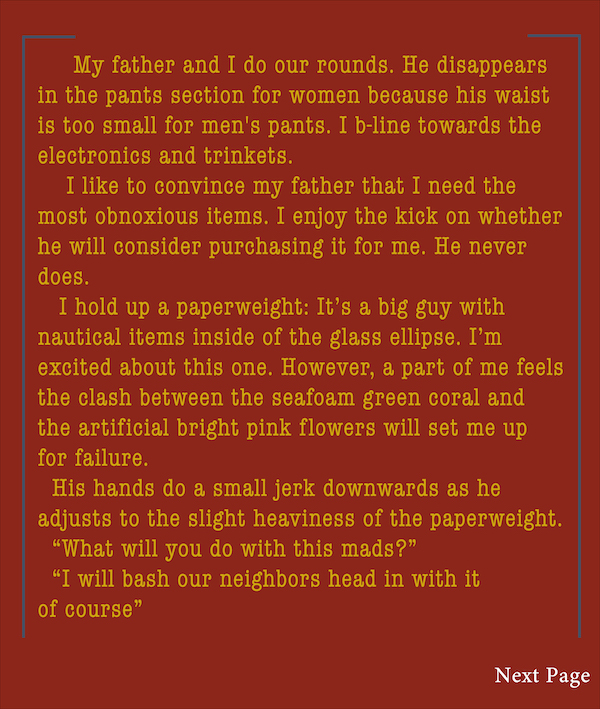 My father and I do our rounds. He disappears
in the pants section for women because his waist
is too small for men's pants. I b-line towards the
electronics and trinkets.
I like to convince my father that I need the
most obnoxious items. I enjoy the kick on whether
he will consider purchasing it for me. He never
does.
I hold up a paperweight: It’s a big guy with
nautical items inside of the glass ellipse. I’m
excited about this one. However, a part of me feels
the clash between the seafoam green coral and
the artificial bright pink flowers will set me up
for failure.
His hands do a small jerk downwards as he
adjusts to the slight heaviness of the paperweight.
“What will you do with this mads?”
“I will bash our neighbors head in with it
of course”
Next Page